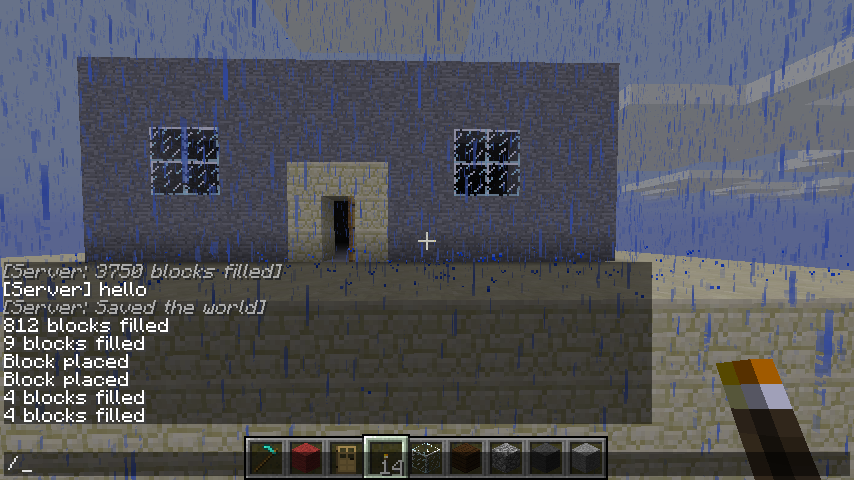 [Server: 3750 blocks filled]
[Server] hello
[Server: Saved the world]
812 blocks filled
9 blocks filled
Block placed
Block placed
4 blocks filled
4 blocks filled
14
/_